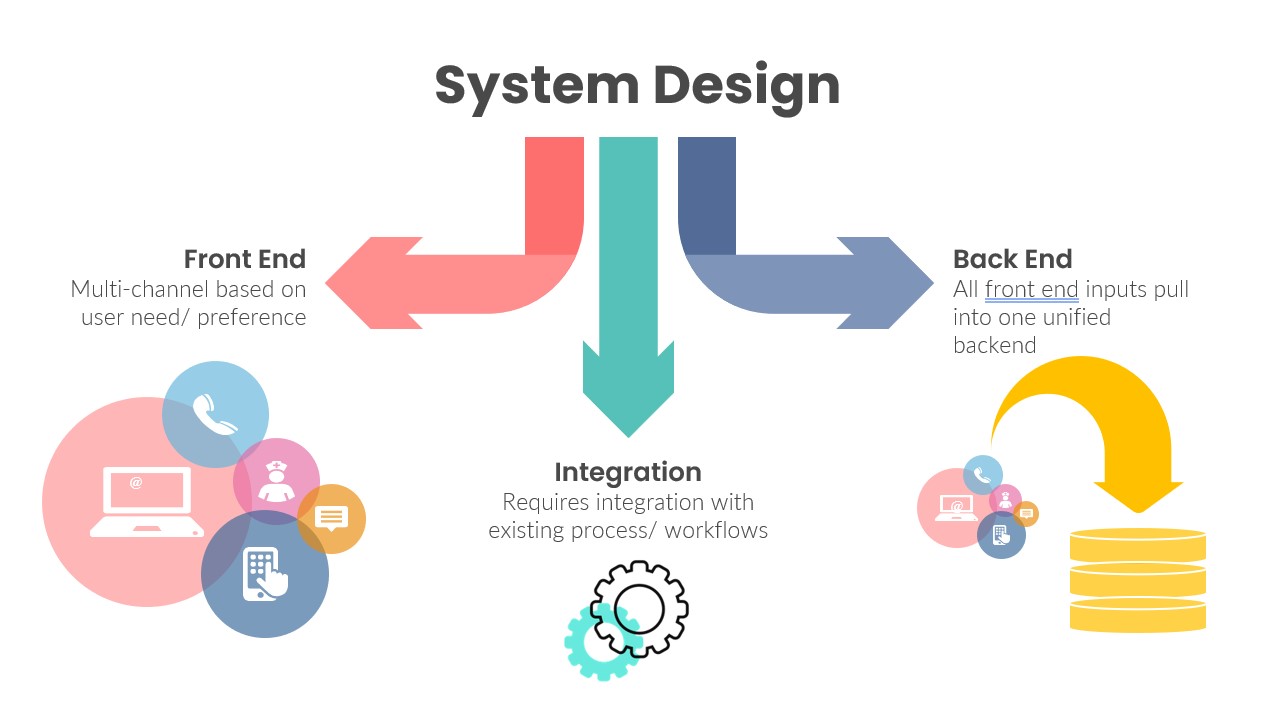 System Design
Front End
Multi-channel based on
user need/ preference
Back End
All front end inputs pull
into one unified
backend
Integration
Requires integration with
existing process/ workflows
@
@